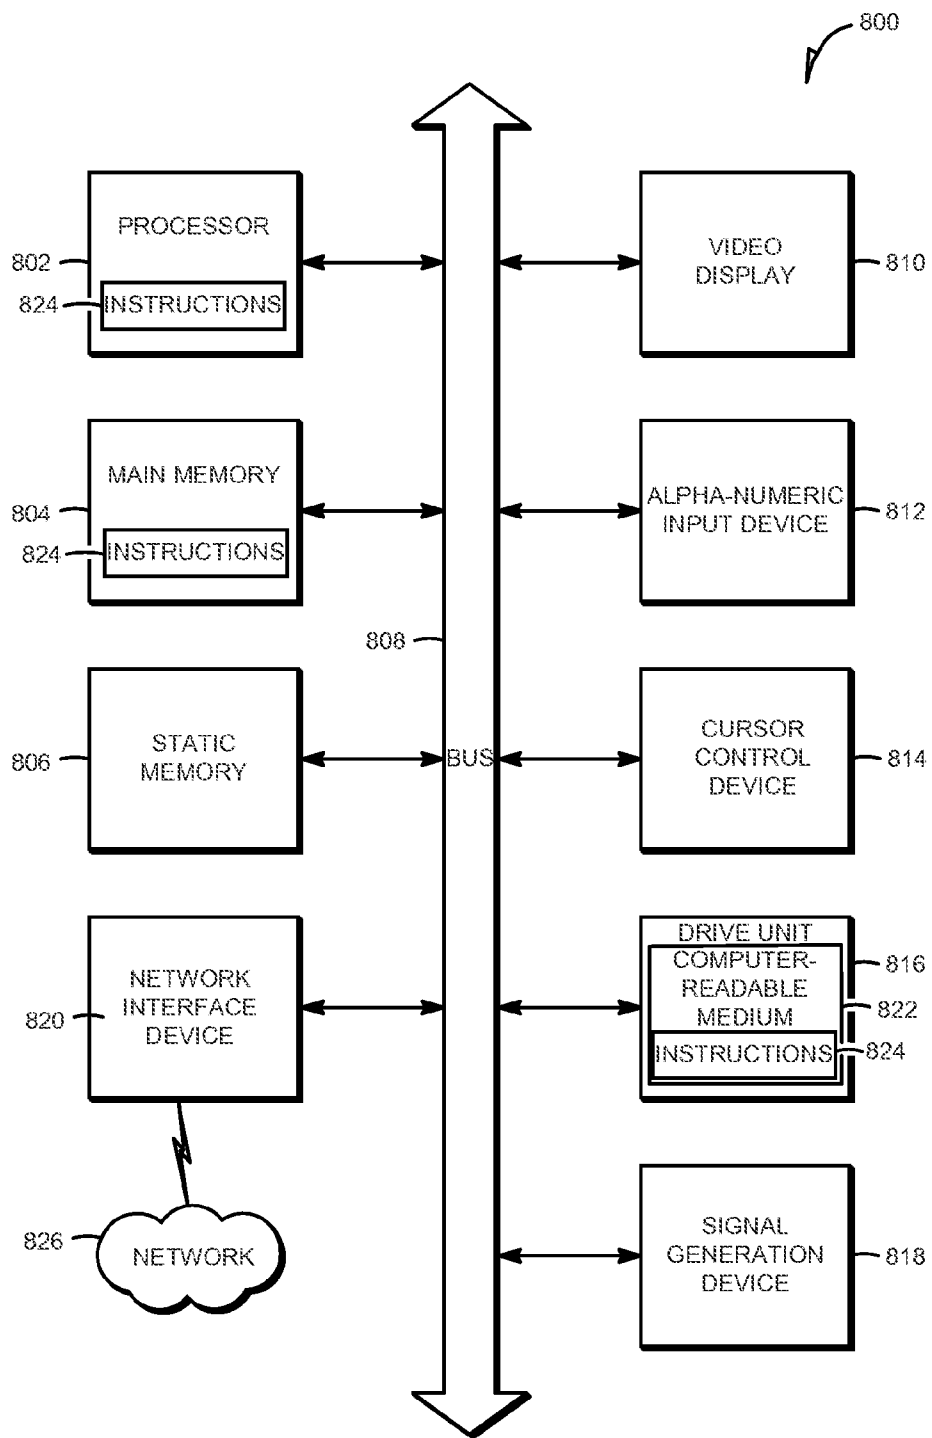 800
PROCESSOR
802
824
INSTRUCTIONS
MAIN MEMORY
804
824
INSTRUCTIONS
808
STATIC
MEMORY
806
BUS
NETWORK
INTERFACE
DEVICE
820
826
NETWORK
VIDEO
DISPLAY
810
ALPHA-NUMERIC
INPUT DEVICE
812
CURSOR
CONTROL
DEVICE
814
DRIVE UNIT
COMPUTER-
READABLE
MEDIUM
816
822
INSTRUCTIONS
824
SIGNAL
GENERATION
DEVICE
818